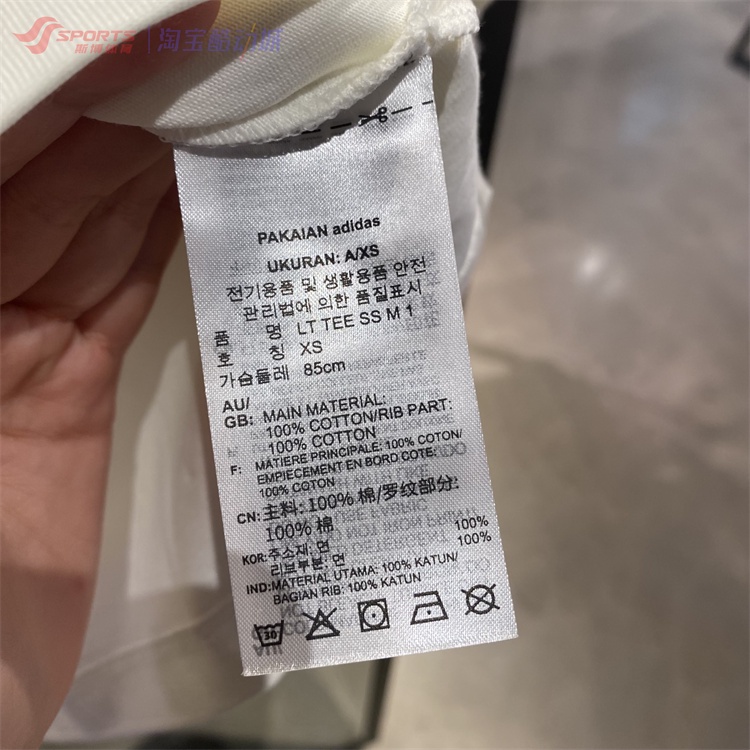 SPORTS
斯博体育
淘宝
PAKAIAN adidas
UKURAN: A/XS
전기용품 및 생활용품 안전
관리법에 의한 품질표시
품 명 LT TEE SS M 1
호 칭 XS
가슴둘레 85cm
AU/
GB: MAIN MATERIAL:
100% COTTON/RIB PART:
100% COTTON
F: MATIERE PRINCIPALE: 100% COTON/
EMPIECEMENT EN BORD COTE:
100% COTON
CN: 主料: 100% 棉/罗纹部分:
100% 棉
KOR: 주소재: 면 100%
리브부분: 면 100%
IND: MATERIAL UTAMA: 100% KATUN/
BAGIAN RIB: 100% KATUN
30